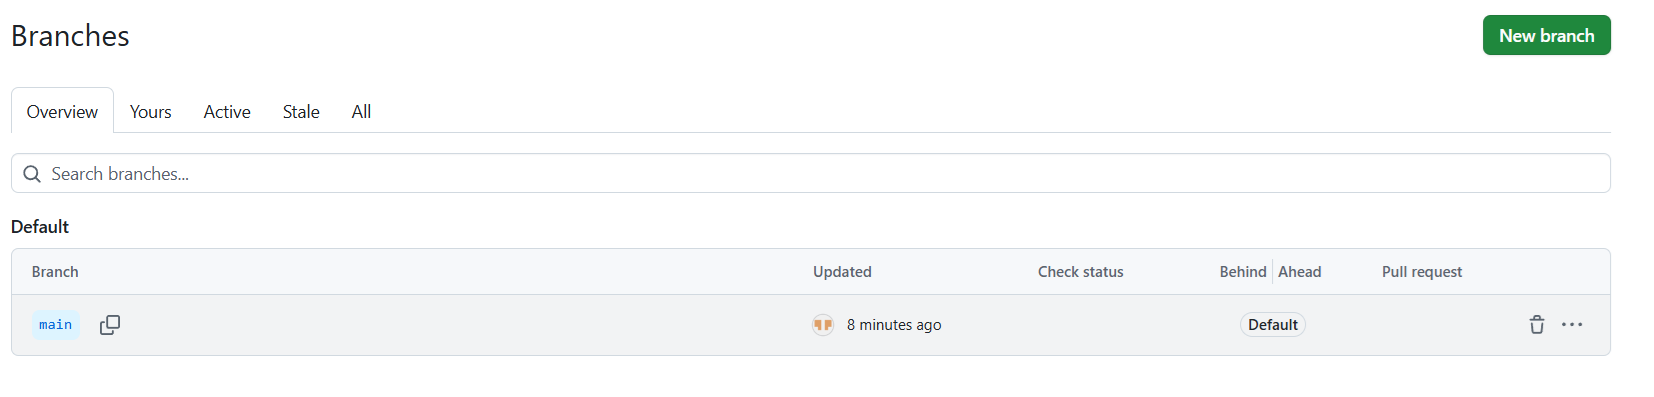 Branches
New branch
Overview Yours Active Stale All
Search branches...
Default
Branch Updated Check status Behind Ahead Pull request
main 8 minutes ago Default